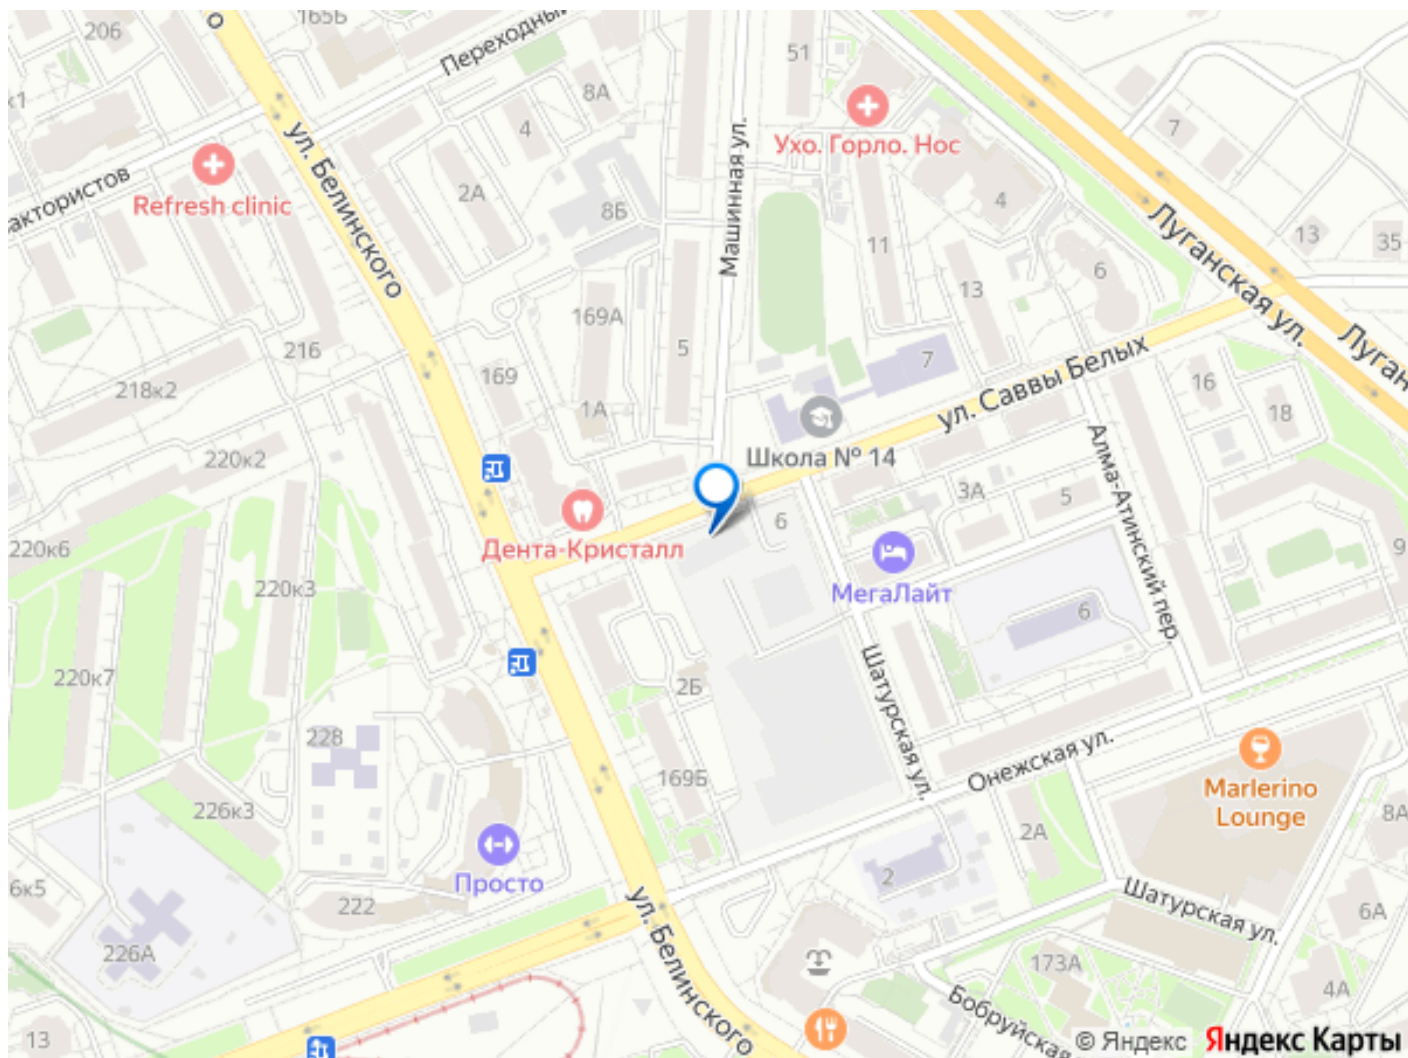 206
165Б
Переходный
о
к1
8А
51
4
7
Ухо. Горло. Нос
ул. Белинского
Машинная ул.
актористов
Refresh clinic
2А
8Б
4
Луганская ул.
11
13
35
6
13
169А
216
5
7
Луган
ул. Саввы Белых
169
218к2
1А
16
18
220к2
Школа № 14
Алма-Атинский пер.
3А
5
6
220к6
Дента-Кристалл
9
220к3
МегаЛайт
6
220к7
2Б
Шатурская ул.
228
169Б
Онежская ул.
Marlerino
Lounge
226к3
2А
8А
Просто
2
6к5
222
ул. Белинского
Шатурская ул.
6А
226А
173А
4А
Бобруйская
13
© Яндекс Яндекс Карты